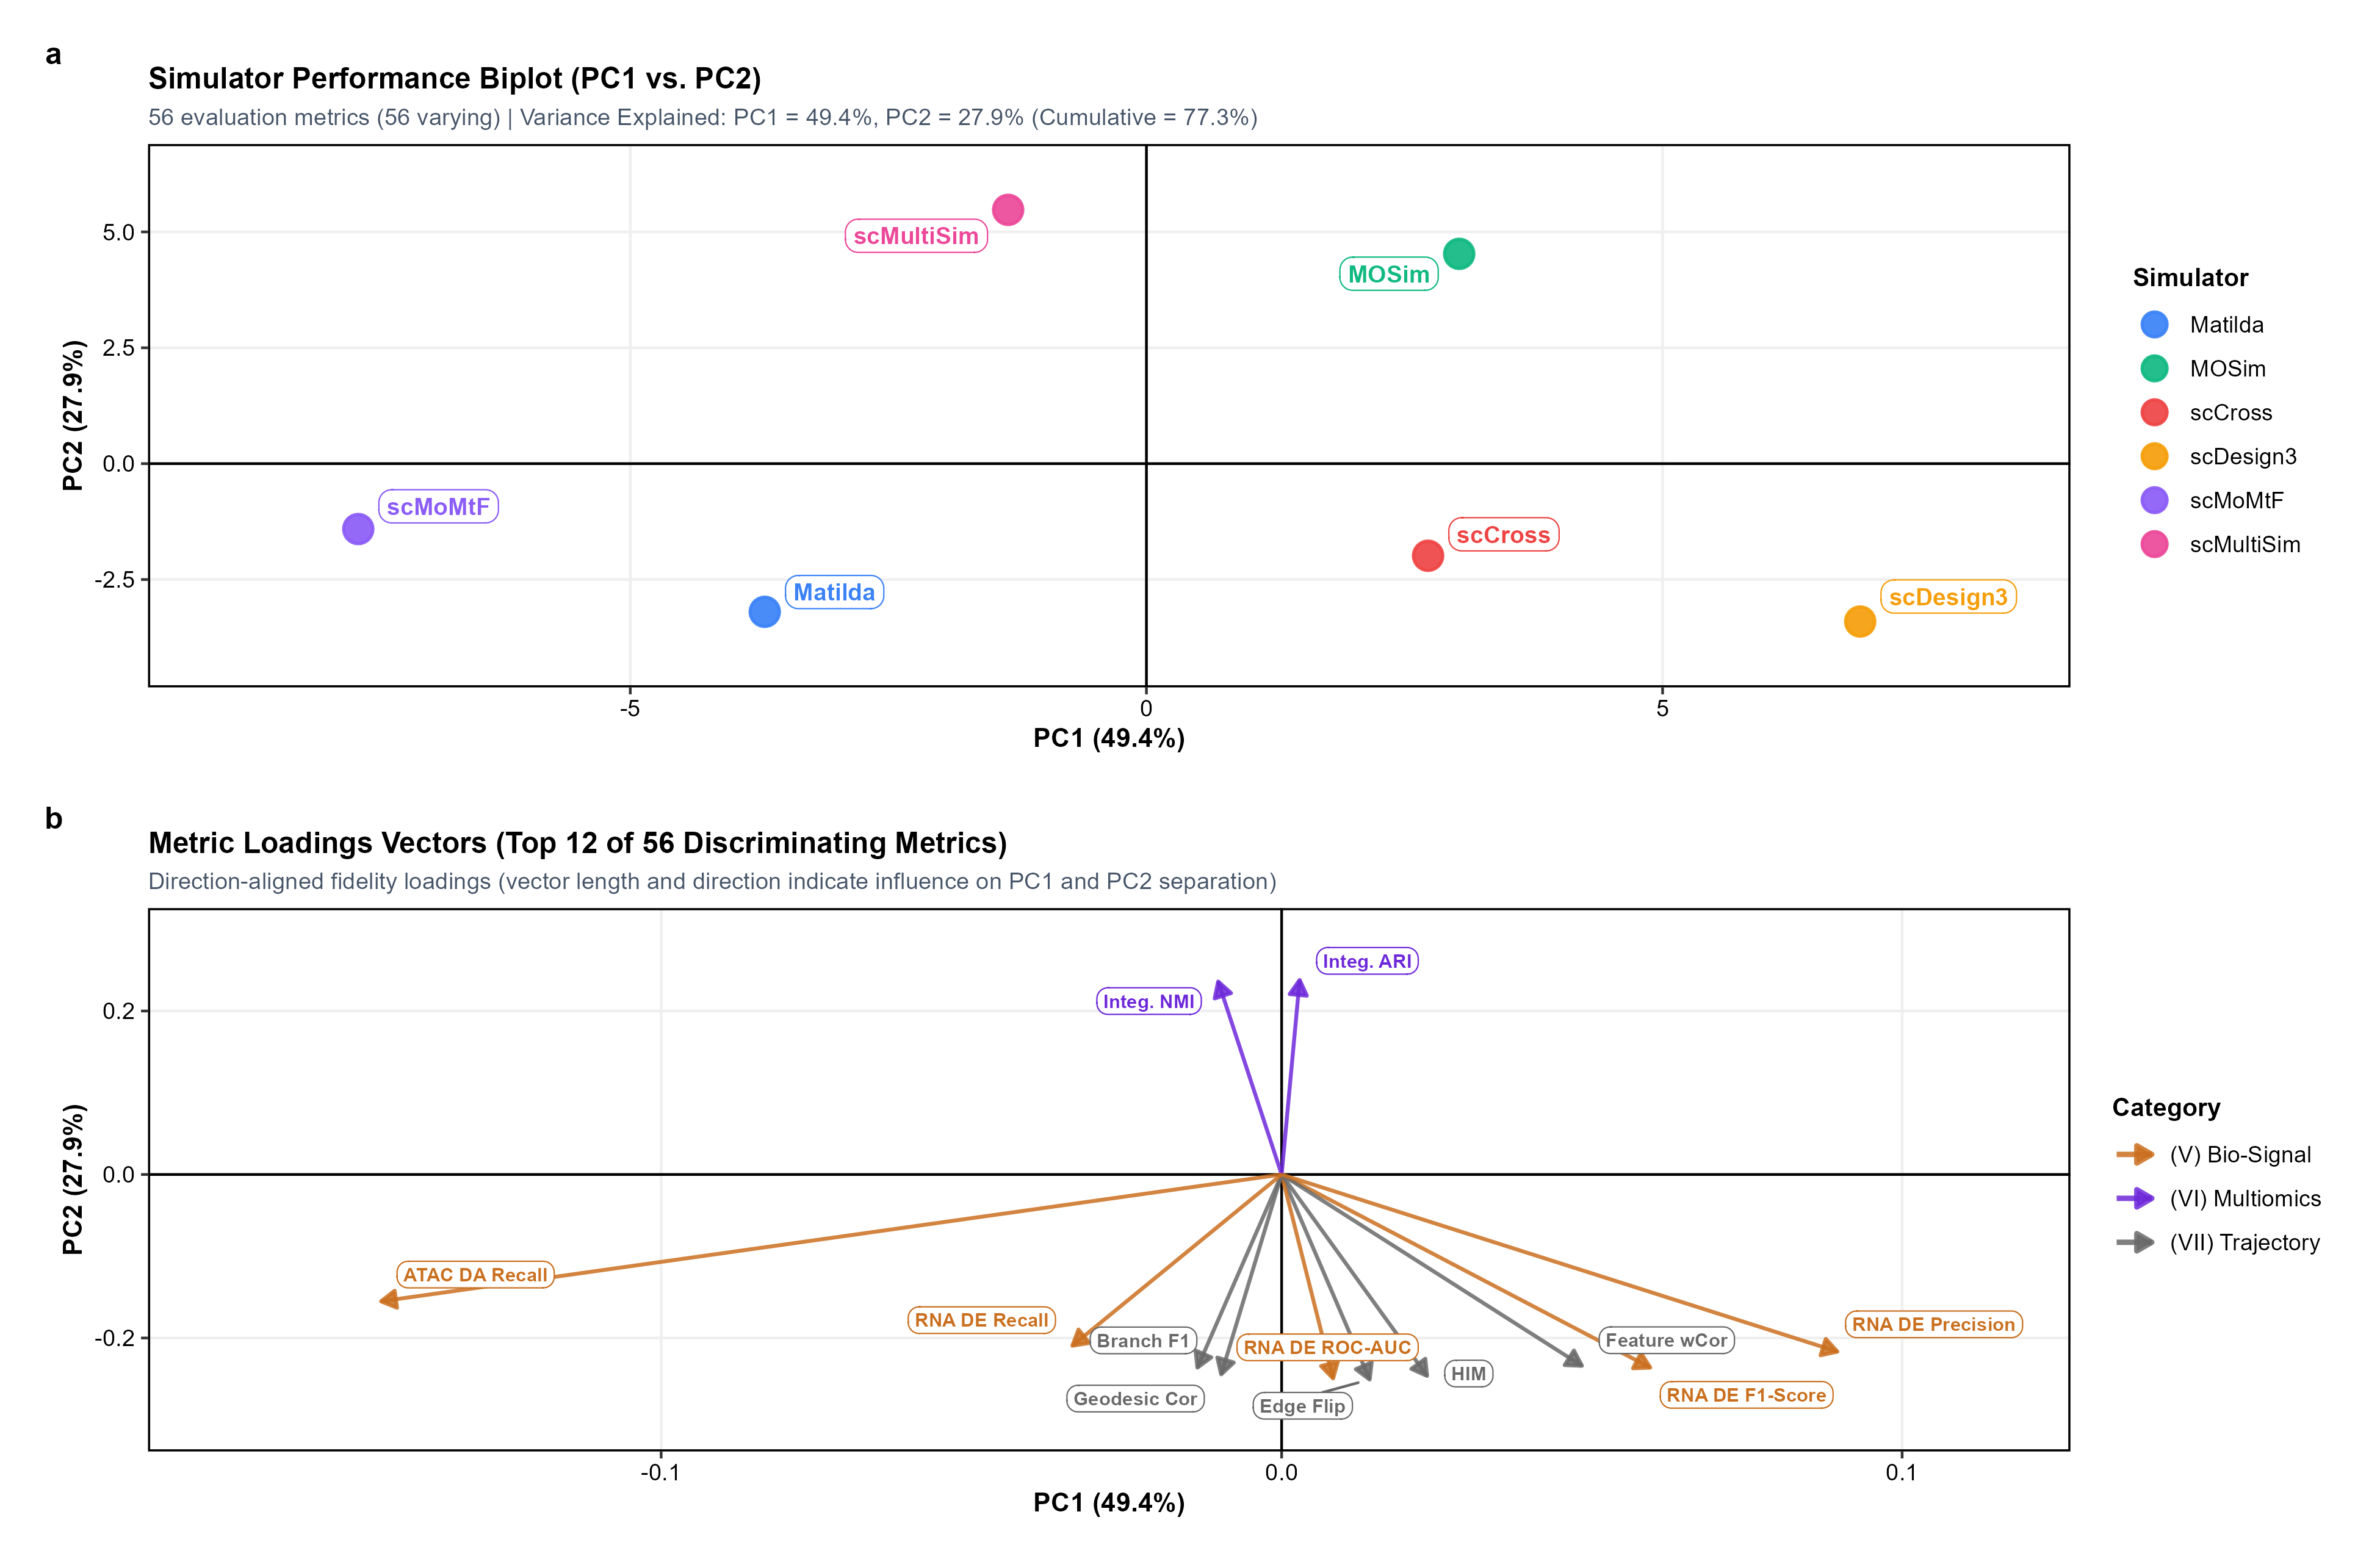 a
Simulator Performance Biplot (PC1 vs. PC2)
56 evaluation metrics (56 varying) | Variance Explained: PC1 = 49.4%, PC2 = 27.9% (Cumulative = 77.3%)
PC2 (27.9%)
5.0
2.5
0.0
-2.5
scMultiSim
MOSim
scMoMtF
scCross
Matilda
scDesign3
-5
0
5
PC1 (49.4%)
Simulator
Matilda
MOSim
scCross
scDesign3
scMoMtF
scMultiSim
b
Metric Loadings Vectors (Top 12 of 56 Discriminating Metrics)
Direction-aligned fidelity loadings (vector length and direction indicate influence on PC1 and PC2 separation)
PC2 (27.9%)
0.2
0.0
-0.2
Integ. ARI
Integ. NMI
ATAC DA Recall
RNA DE Recall
RNA DE Precision
Branch F1
RNA DE ROC-AUC
Feature wCor
HIM
Geodesic Cor
Edge Flip
RNA DE F1-Score
-0.1
0.0
0.1
PC1 (49.4%)
Category
(V) Bio-Signal
(VI) Multiomics
(VII) Trajectory